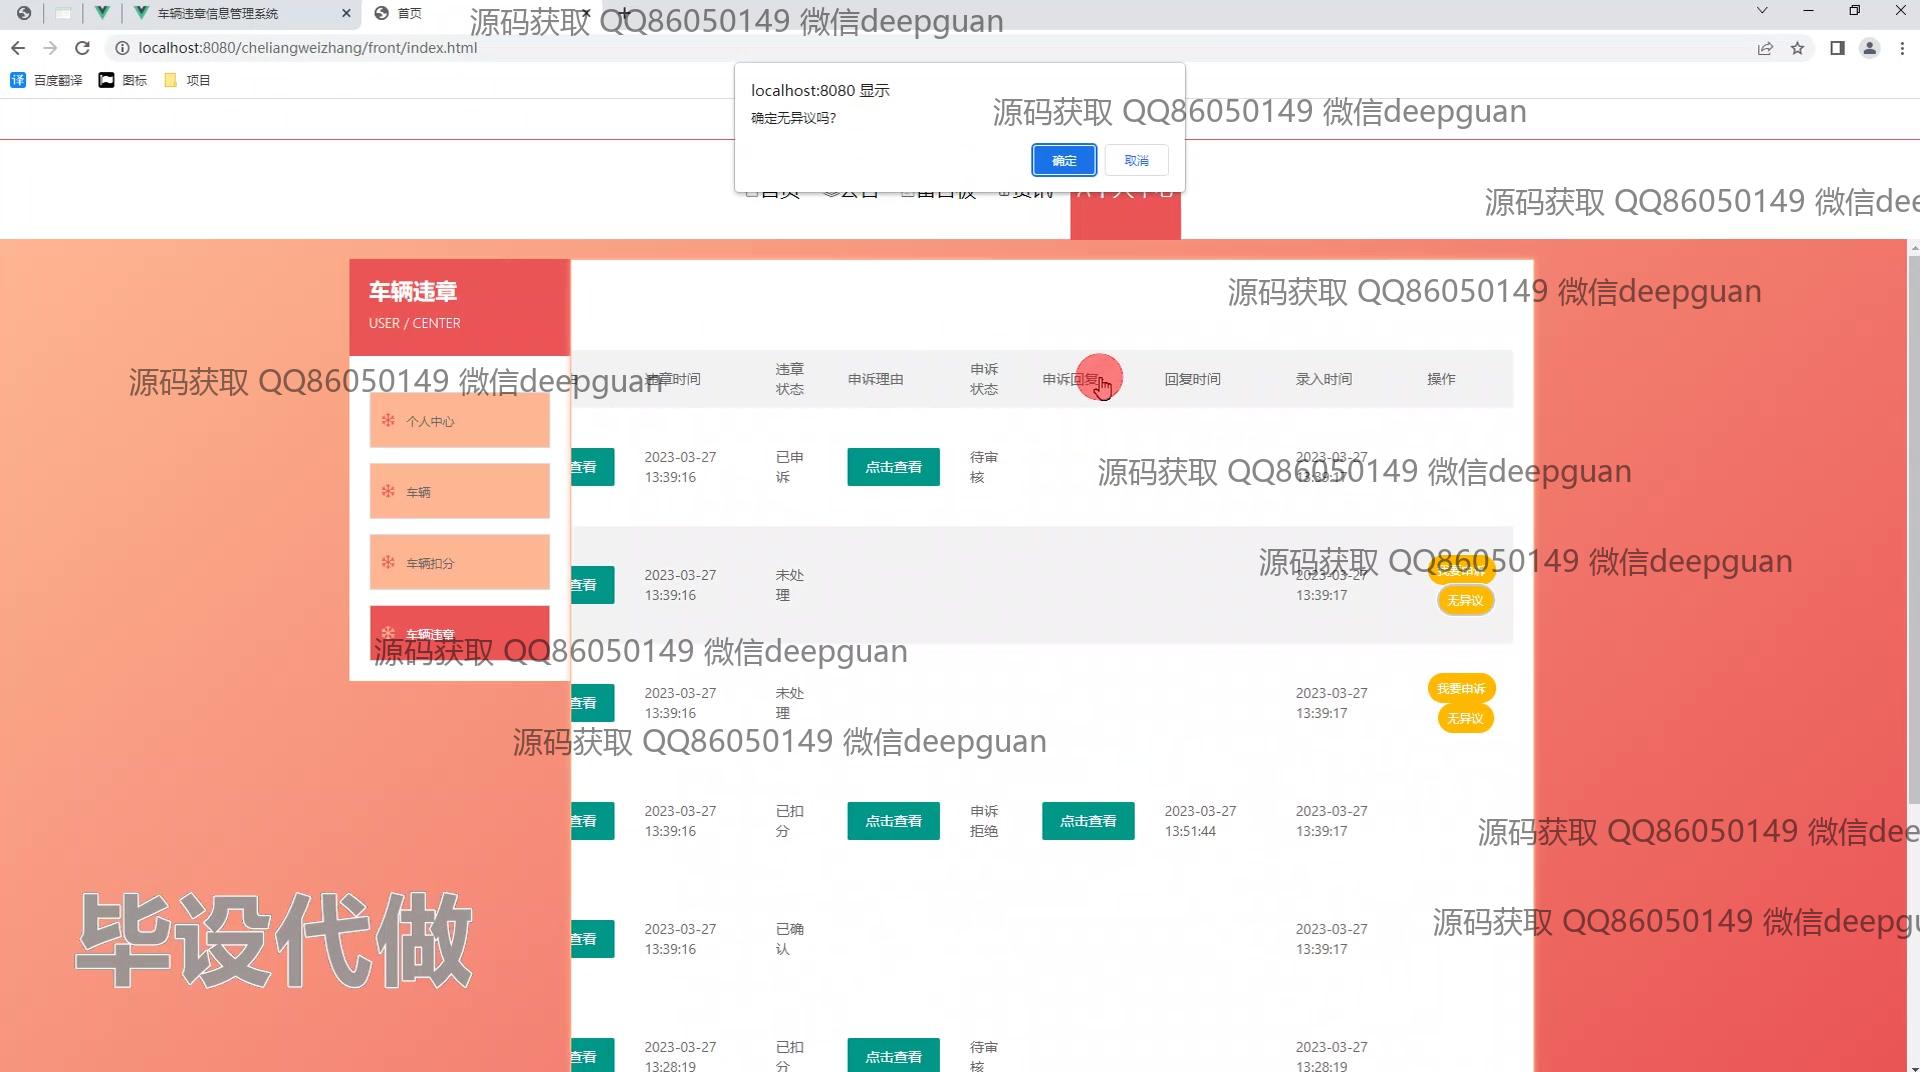 车辆违章信息管理系统
首页
源码获取 QQ86050149 微信deepguan
localhost:8080/cheliangweizhang/front/index.html
百度翻译
图标
项目
localhost:8080 显示
确定无异议吗?
确定
取消
源码获取 QQ86050149 微信deepguan
首页
公告
留言板
资讯
个人中心
源码获取 QQ86050149 微信dee
车辆违章
USER / CENTER
源码获取 QQ86050149 微信deepguan
源码获取 QQ86050149 微信deepguan
个人中心
车辆
车辆扣分
车辆违章
违章时间
违章
状态
申诉理由
申诉
状态
申诉回复
回复时间
录入时间
操作
查看
2023-03-27
13:39:16
已申
诉
点击查看
待审
核
2023-03-27
13:39:17
源码获取 QQ86050149 微信deepguan
查看
2023-03-27
13:39:16
未处
理
2023-03-27
13:39:17
我要申诉
无异议
源码获取 QQ86050149 微信deepguan
源码获取 QQ86050149 微信deepguan
查看
2023-03-27
13:39:16
未处
理
2023-03-27
13:39:17
我要申诉
无异议
源码获取 QQ86050149 微信deepguan
查看
2023-03-27
13:39:16
已扣
分
点击查看
申诉
拒绝
点击查看
2023-03-27
13:51:44
2023-03-27
13:39:17
源码获取 QQ86050149 微信dee
查看
2023-03-27
13:39:16
已确
认
2023-03-27
13:39:17
源码获取 QQ86050149 微信deepgu
毕设代做
查看
2023-03-27
13:28:19
已扣
分
点击查看
待审
核
2023-03-27
13:28:19